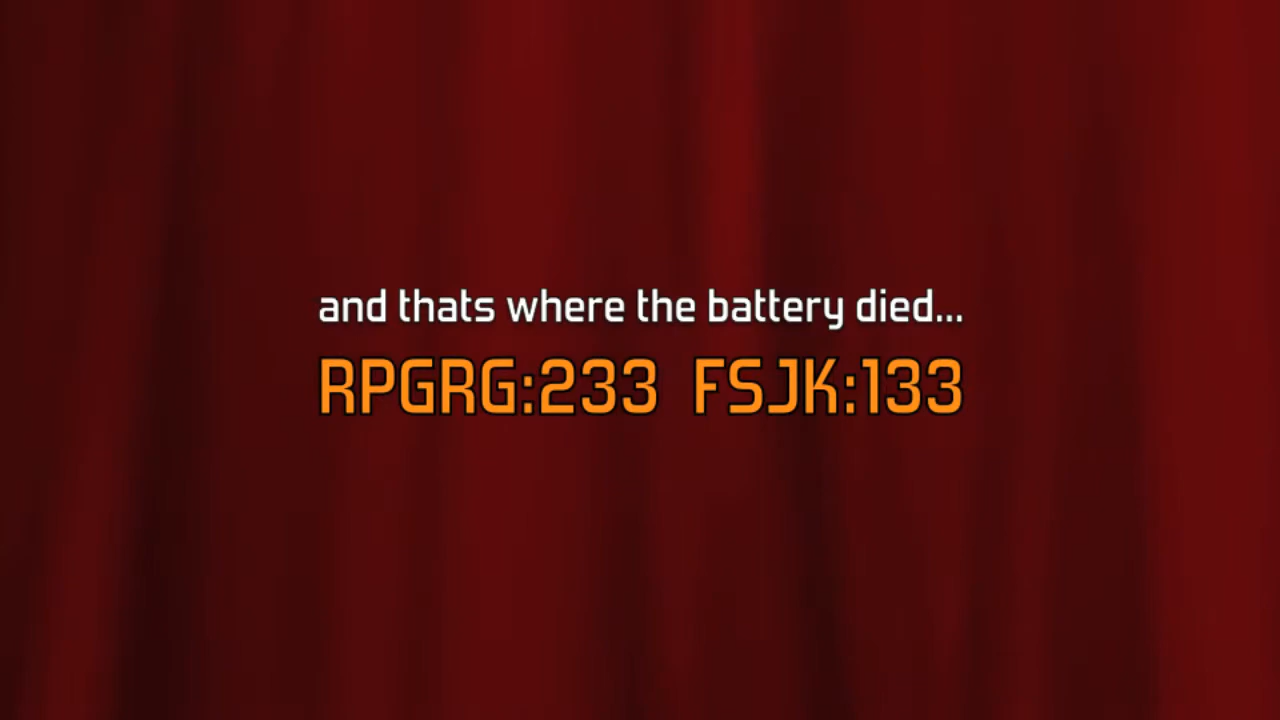 and thats where the battery died...
RPGRG:233 FSJK:133